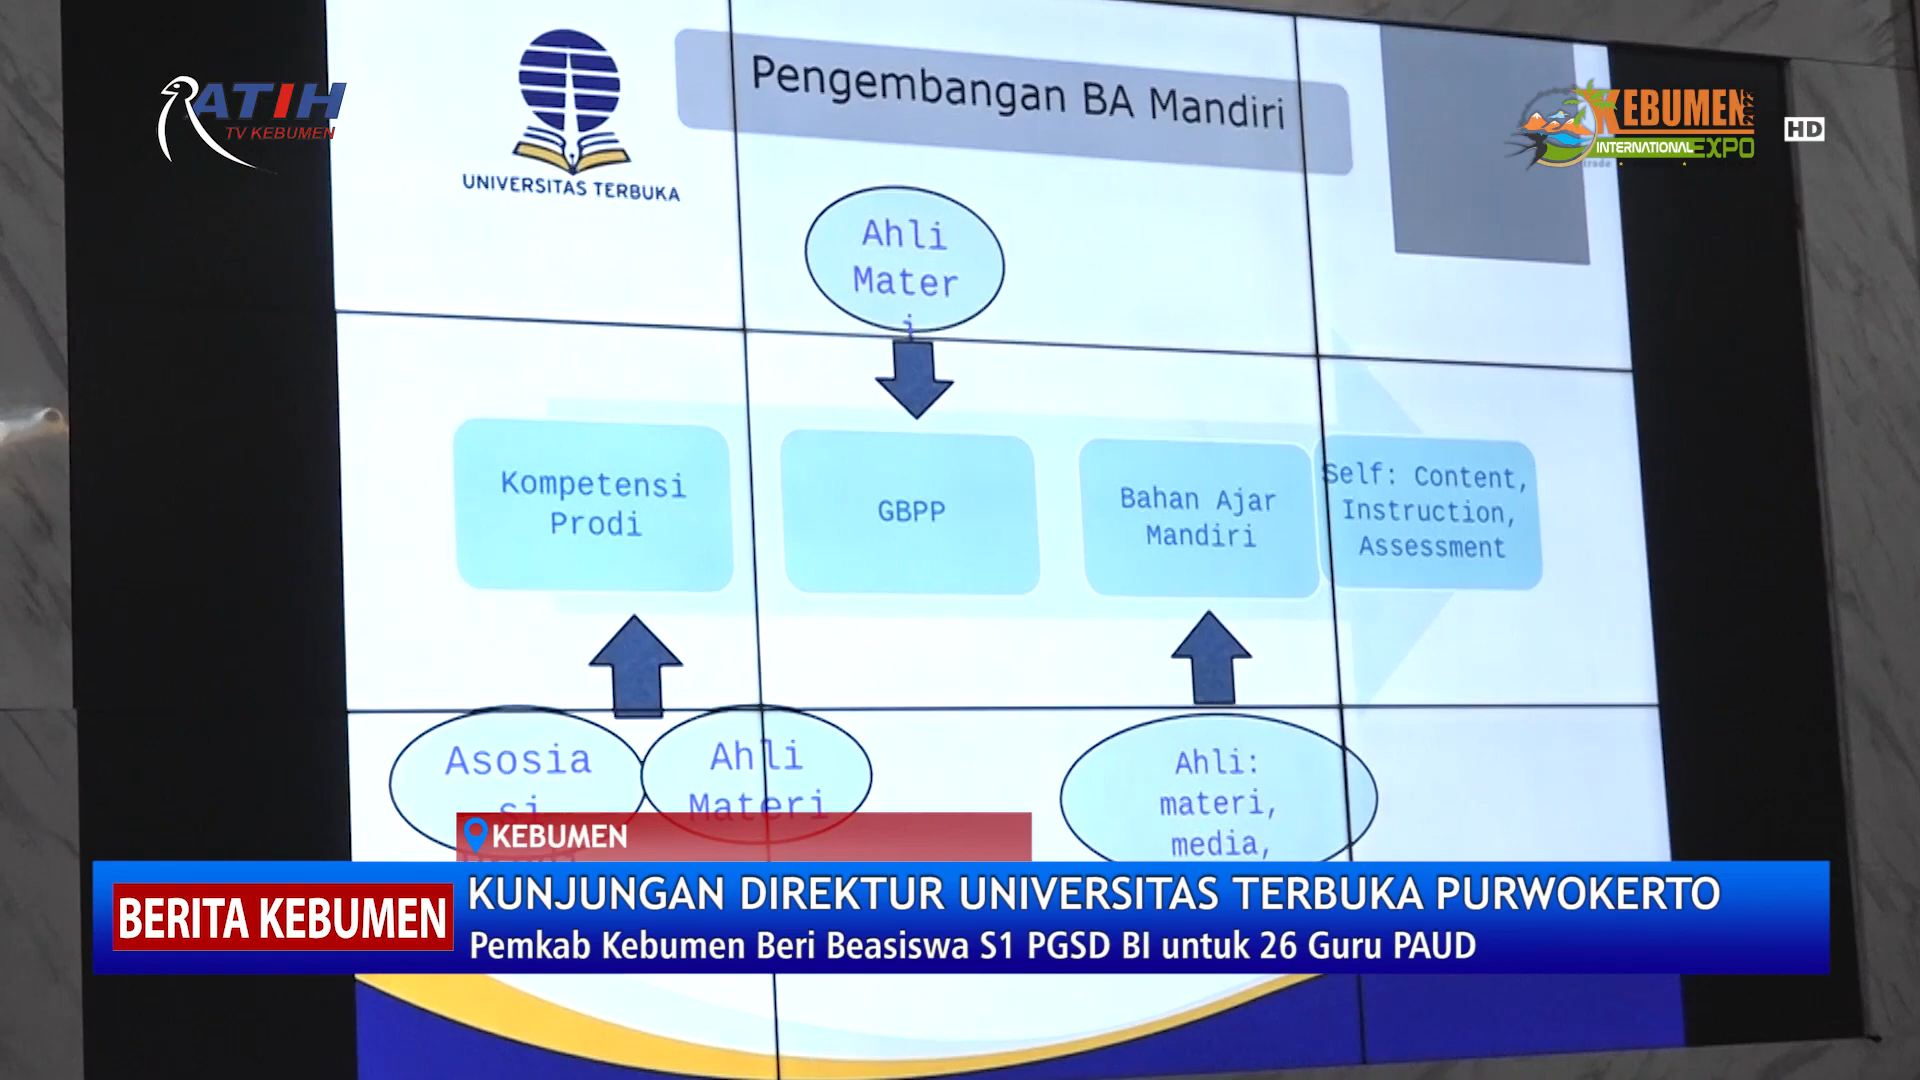 RATIH
TV KEBUMEN
UNIVERSITAS TERBUKA
Pengembangan BA Mandiri
KEBUMEN
INTERNATIONAL EXPO
HD
Ahli
Mater
i
Kompetensi
Prodi
GBPP
Bahan Ajar
Mandiri
Self: Content,
Instruction,
Assessment
Asosia
si
Ahli
Materi
Ahli:
materi,
media,
KEBUMEN
BERITA KEBUMEN
KUNJUNGAN DIREKTUR UNIVERSITAS TERBUKA PURWOKERTO
Pemkab Kebumen Beri Beasiswa S1 PGSD BI untuk 26 Guru PAUD